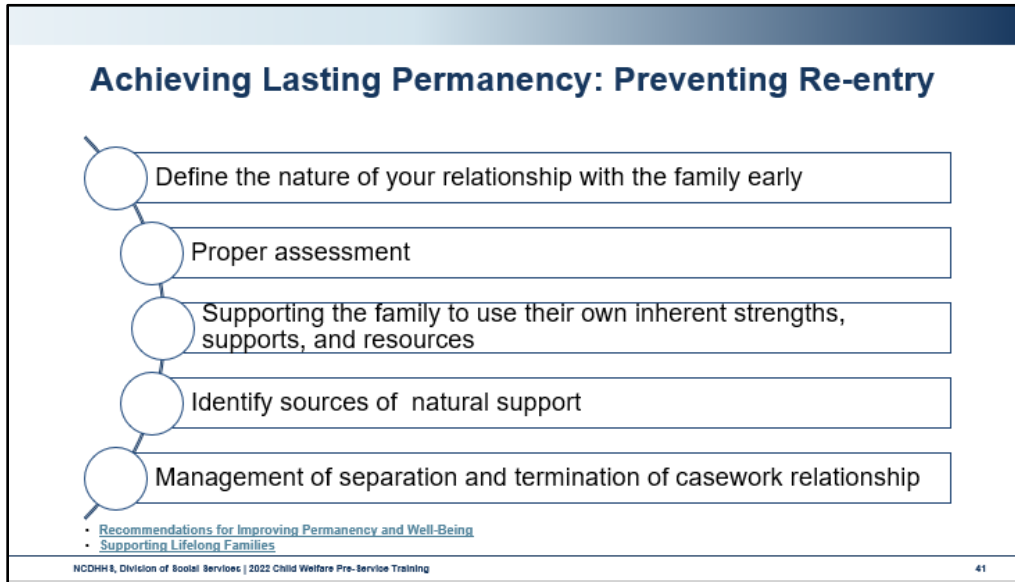 Achieving Lasting Permanency: Preventing Re-entry
Define the nature of your relationship with the family early
Proper assessment
Supporting the family to use their own inherent strengths,
supports, and resources
Identify sources of natural support
Management of separation and termination of casework relationship
• Recommendations for Improving Permanency and Well-Being
• Supporting Lifelong Families
NCDHHS, Division of Social Services | 2022 Child Welfare Pre-Service Training 41